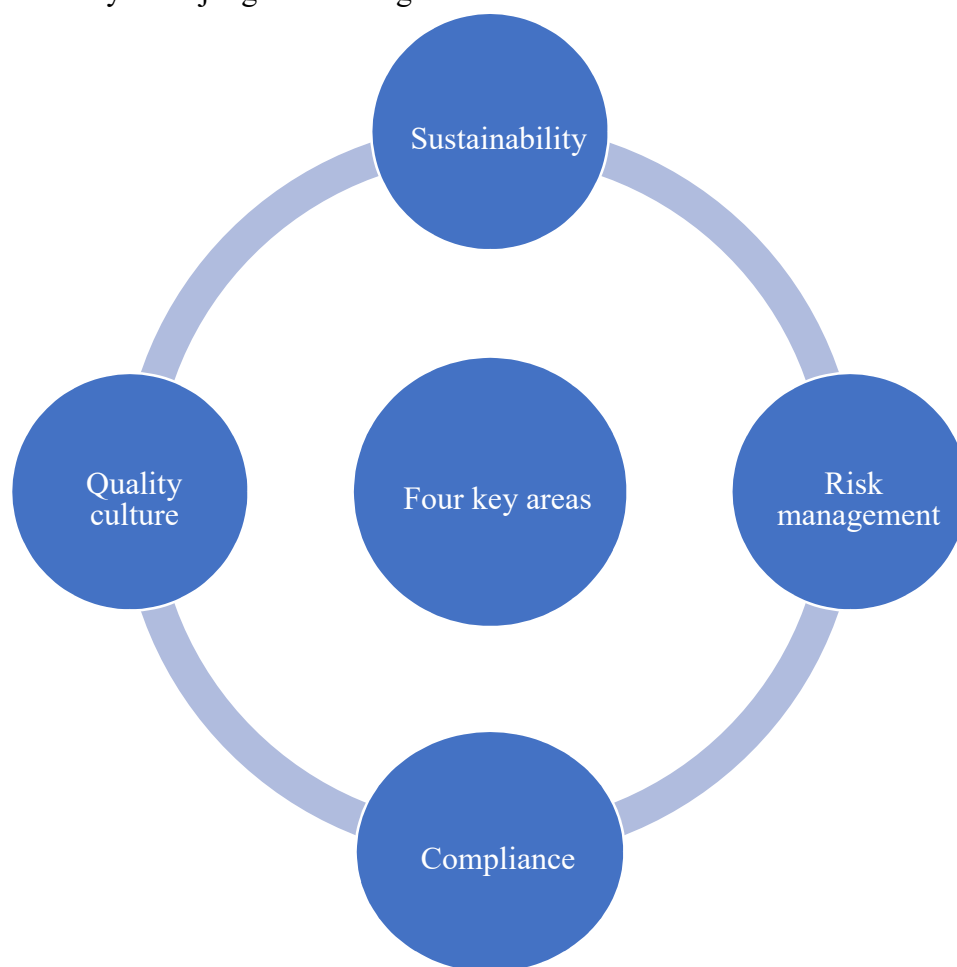 Sustainability
Quality
culture
Four key areas
Risk
management
Compliance